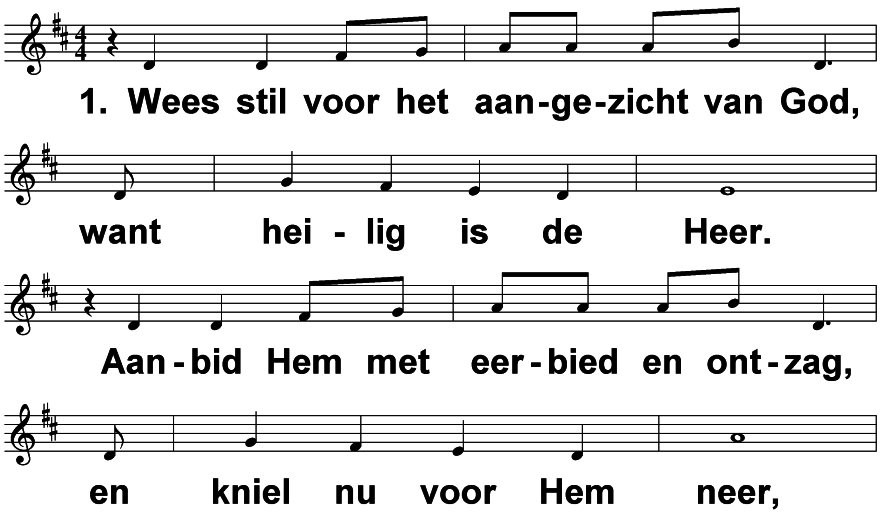 1. Wees stil voor het aan-ge-zicht van God,
want hei - lig is de Heer.
Aan-bid Hem met eer-bied en ont-zag,
en kniel nu voor Hem neer,